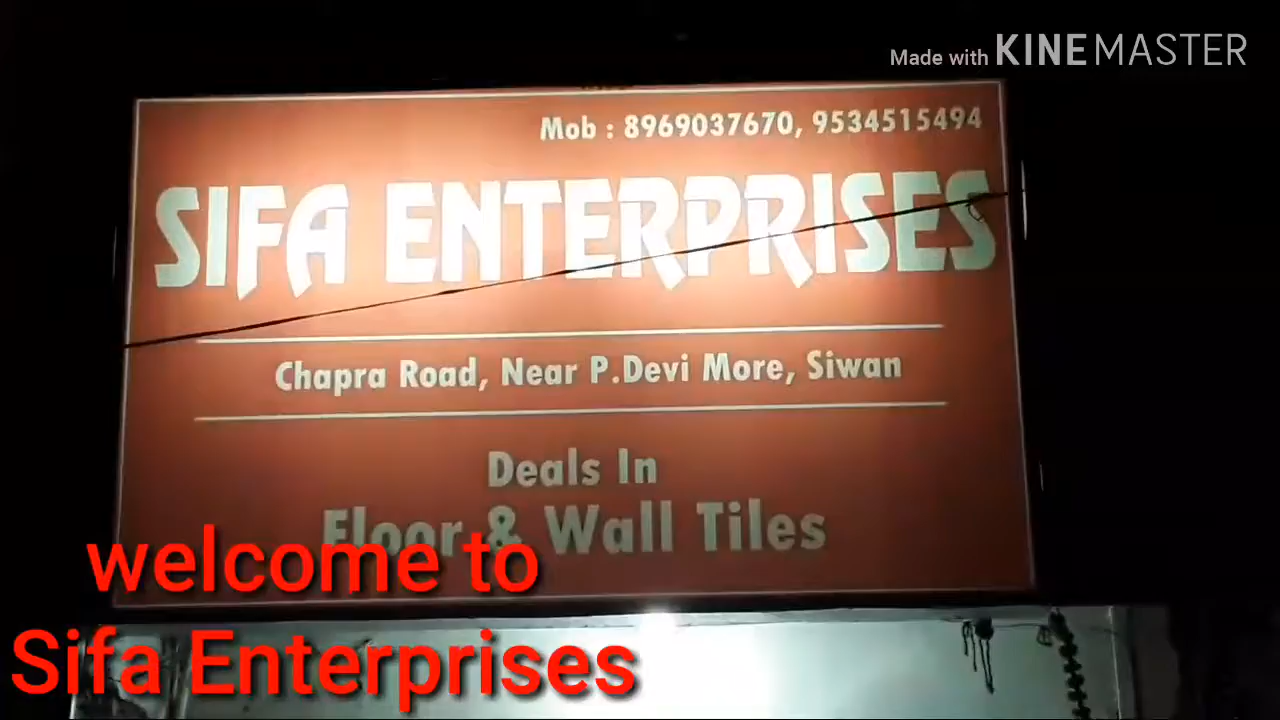 Made with KINEMASTER
Mob : 8969037670, 9534515494
SIFA ENTERPRISES
Chapra Road, Near P.Devi More, Siwan
Deals In
Floor & Wall Tiles
welcome to
Sifa Enterprises